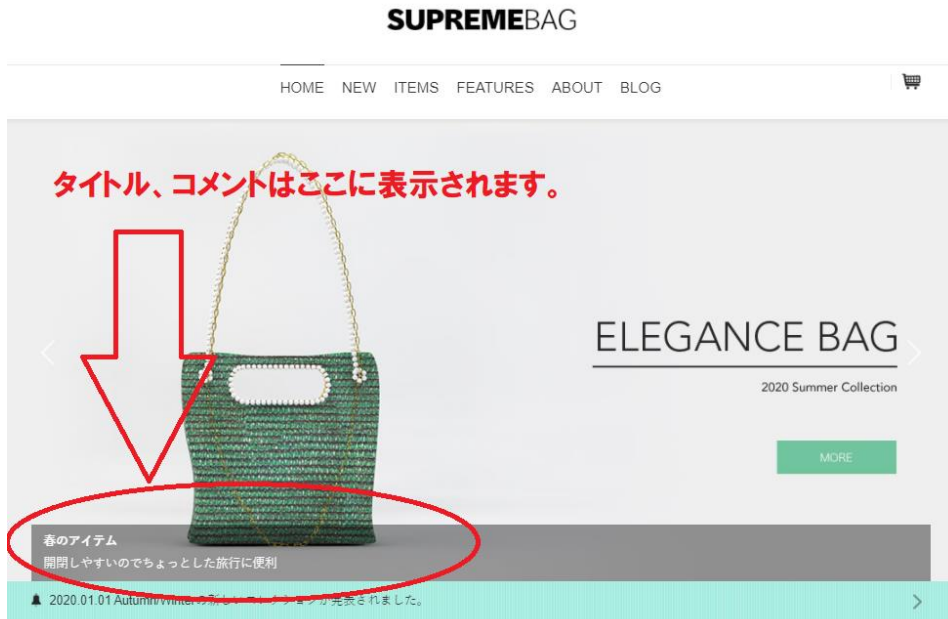 SUPREMEBAG
HOME NEW ITEMS FEATURES ABOUT BLOG
タイトル、コメントはここに表示されます。
ELEGANCE BAG
2020 Summer Collection
MORE
春のアイテム
開閉しやすいのでちょっとした旅行に便利
2020.01.01 Autumn/Winterの新しいコレクションが発表されました。